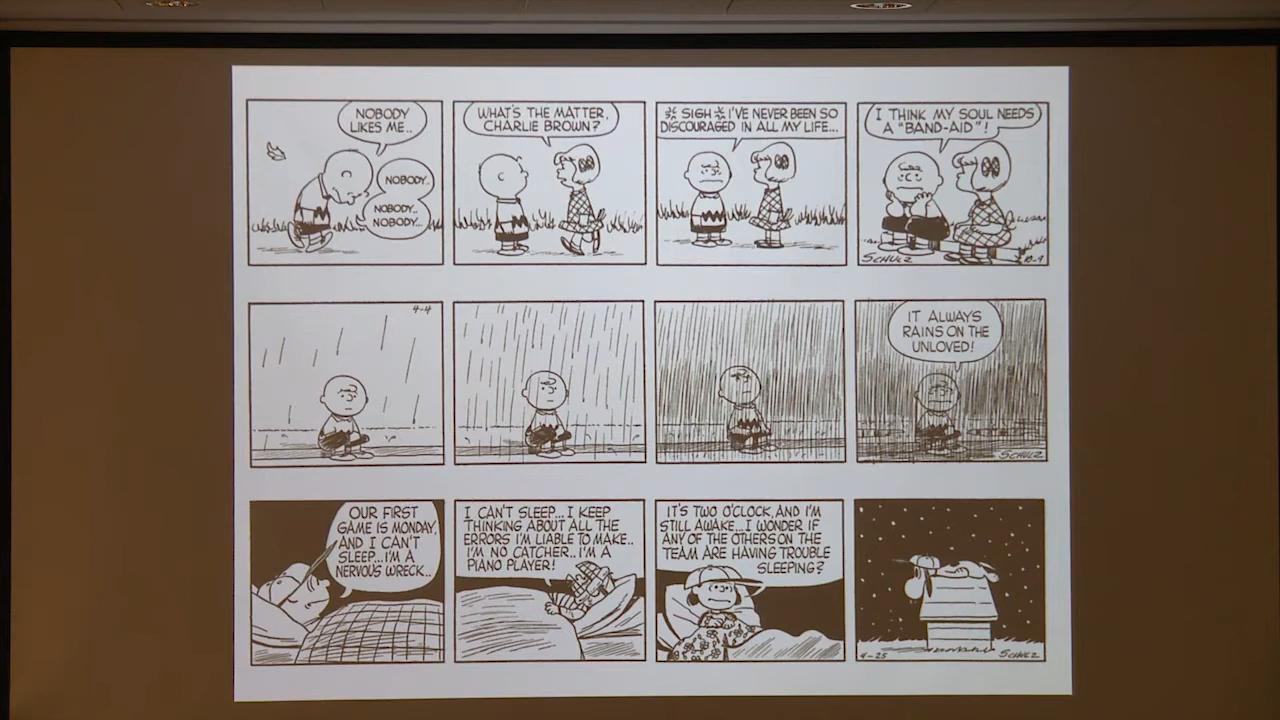 NOBODY
LIKES ME..
NOBODY..
NOBODY..
NOBODY...
WHAT'S THE MATTER,
CHARLIE BROWN?
SIGH I'VE NEVER BEEN SO
DISCOURAGED IN ALL MY LIFE...
I THINK MY SOUL NEEDS
A "BAND-AID"!
SCHULZ
4-4
IT ALWAYS
RAINS ON THE
UNLOVED!
SCHULZ
OUR FIRST
GAME IS MONDAY,
AND I CAN'T
SLEEP...I'M A
NERVOUS WRECK..
I CAN'T SLEEP...I KEEP
THINKING ABOUT ALL THE
ERRORS I'M LIABLE TO MAKE..
I'M NO CATCHER..I'M A
PIANO PLAYER!
IT'S TWO O'CLOCK, AND I'M
STILL AWAKE...I WONDER IF
ANY OF THE OTHERS ON THE
TEAM ARE HAVING TROUBLE
SLEEPING?
4-25
SCHULZ